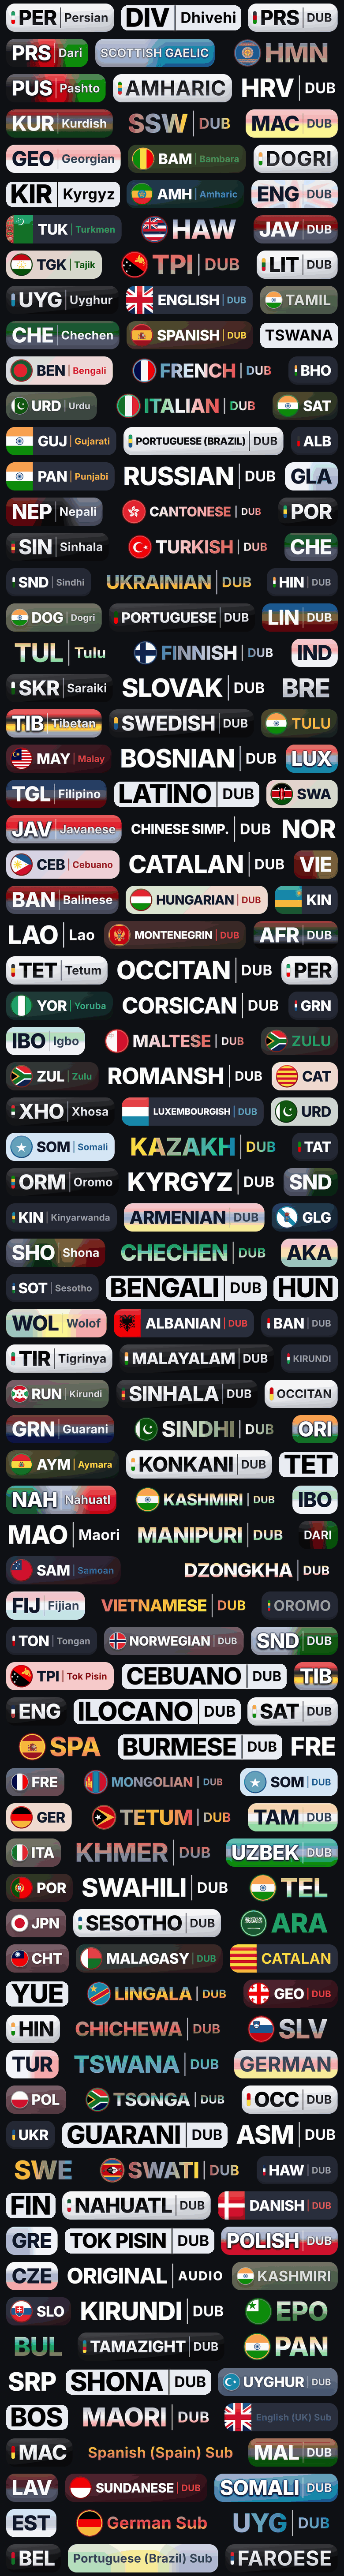 PER | Persian DIV | Dhivehi PRS | DUB
PRS | Dari SCOTTISH GAELIC HMN
PUS | Pashto AMHARIC HRV | DUB
KUR | Kurdish SSW | DUB MAC | DUB
GEO | Georgian BAM | Bambara DOGRI
KIR | Kyrgyz AMH | Amharic ENG | DUB
TUK | Turkmen HAW JAV | DUB
TGK | Tajik TPI | DUB LIT | DUB
UYG | Uyghur ENGLISH | DUB TAMIL
CHE | Chechen SPANISH | DUB TSWANA
BEN | Bengali FRENCH | DUB BHO
URD | Urdu ITALIAN | DUB SAT
GUJ | Gujarati PORTUGUESE (BRAZIL) | DUB ALB
PAN | Punjabi RUSSIAN | DUB GLA
NEP | Nepali CANTONESE | DUB POR
SIN | Sinhala TURKISH | DUB CHE
SND | Sindhi UKRAINIAN | DUB HIN | DUB
DOG | Dogri PORTUGUESE | DUB LIN | DUB
TUL | Tulu FINNISH | DUB IND
SKR | Saraiki SLOVAK | DUB BRE
TIB | Tibetan SWEDISH | DUB TULU
MAY | Malay BOSNIAN | DUB LUX
TGL | Filipino LATINO | DUB SWA
JAV | Javanese CHINESE SIMP. | DUB NOR
CEB | Cebuano CATALAN | DUB VIE
BAN | Balinese HUNGARIAN | DUB KIN
LAO | Lao MONTENEGRIN | DUB AFR | DUB
TET | Tetum OCCITAN | DUB PER
YOR | Yoruba CORSICAN | DUB GRN
IBO | Igbo MALTESE | DUB ZULU
ZUL | Zulu ROMANSH | DUB CAT
XHO | Xhosa LUXEMBOURGISH | DUB URD
SOM | Somali KAZAKH | DUB TAT
ORM | Oromo KYRGYZ | DUB SND
KIN | Kinyarwanda ARMENIAN | DUB GLG
SHO | Shona CHECHEN | DUB AKA
SOT | Sesotho BENGALI | DUB HUN
WOL | Wolof ALBANIAN | DUB BAN | DUB
TIR | Tigrinya MALAYALAM | DUB KIRUNDI
RUN | Kirundi SINHALA | DUB OCCITAN
GRN | Guarani SINDHI | DUB ORI
AYM | Aymara KONKANI | DUB TET
NAH | Nahuatl KASHMIRI | DUB IBO
MAO | Maori MANIPURI | DUB DARI
SAM | Samoan DZONGKHA | DUB
FIJ | Fijian VIETNAMESE | DUB OROMO
TON | Tongan NORWEGIAN | DUB SND | DUB
TPI | Tok Pisin CEBUANO | DUB TIB
ENG ILOCANO | DUB SAT | DUB
SPA BURMESE | DUB FRE
FRE MONGOLIAN | DUB SOM | DUB
GER TETUM | DUB TAM | DUB
ITA KHMER | DUB UZBEK | DUB
POR SWAHILI | DUB TEL
JPN SESOTHO | DUB ARA
CHT MALAGASY | DUB CATALAN
YUE LINGALA | DUB GEO | DUB
HIN CHICHEWA | DUB SLV
TUR TSWANA | DUB GERMAN
POL TSONGA | DUB OCC | DUB
UKR GUARANI | DUB ASM | DUB
SWE SWATI | DUB HAW | DUB
FIN NAHUATL | DUB DANISH | DUB
GRE TOK PISIN | DUB POLISH | DUB
CZE ORIGINAL | AUDIO KASHMIRI
SLO KIRUNDI | DUB EPO
BUL TAMAZIGHT | DUB PAN
SRP SHONA | DUB UYGHUR | DUB
BOS MAORI | DUB English (UK) Sub
MAC Spanish (Spain) Sub MAL | DUB
LAV SUNDANESE | DUB SOMALI | DUB
EST German Sub UYG | DUB
BEL Portuguese (Brazil) Sub FAROESE